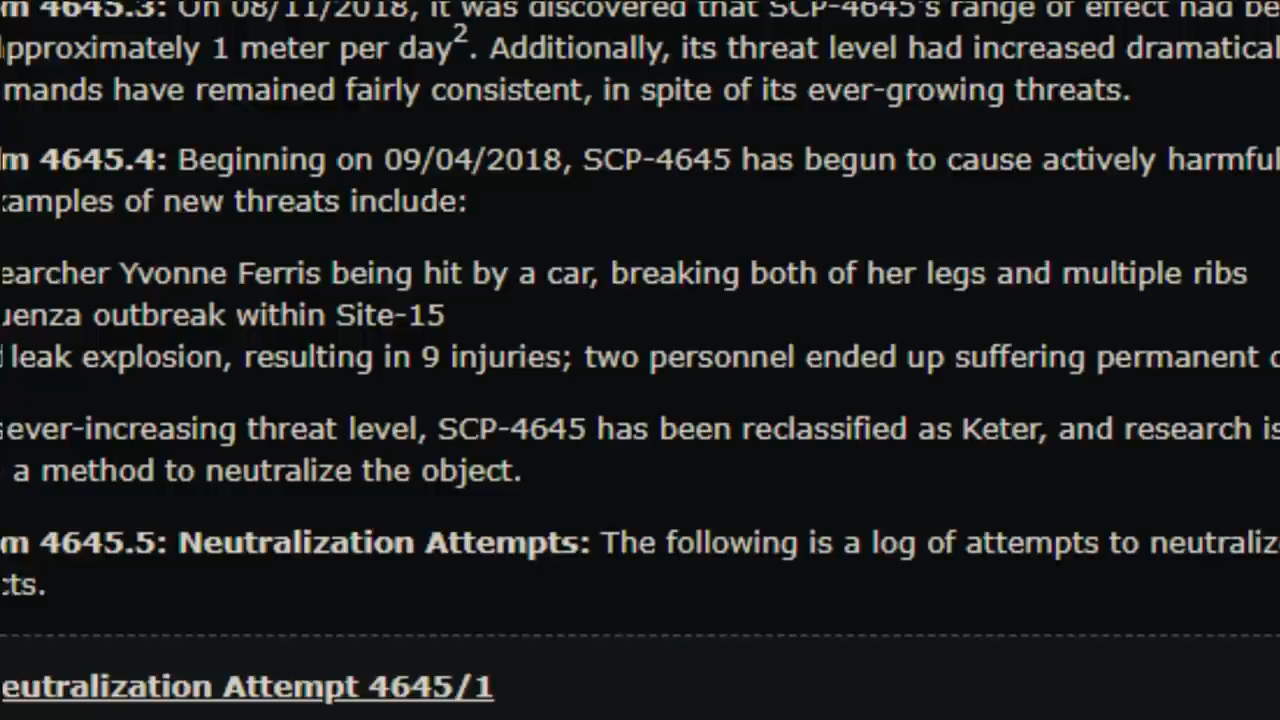 m 4645.3: On 08/11/2018, it was discovered that SCP-4645's range of effect had be
pproximately 1 meter per day². Additionally, its threat level had increased dramatical
mands have remained fairly consistent, in spite of its ever-growing threats.
m 4645.4: Beginning on 09/04/2018, SCP-4645 has begun to cause actively harmful
amples of new threats include:
earcher Yvonne Ferris being hit by a car, breaking both of her legs and multiple ribs
uenza outbreak within Site-15
leak explosion, resulting in 9 injuries; two personnel ended up suffering permanent
ever-increasing threat level, SCP-4645 has been reclassified as Keter, and research is
a method to neutralize the object.
m 4645.5: Neutralization Attempts: The following is a log of attempts to neutraliz
cts.
eutralization Attempt 4645/1